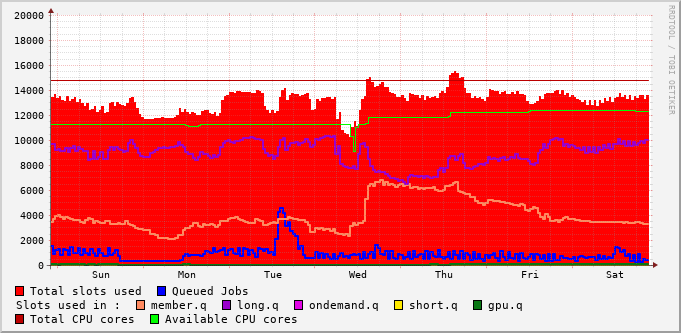 20000
18000
16000
14000
12000
10000
8000
6000
4000
2000
0
Sun Mon Tue Wed Thu Fri Sat
RRDTOOL / TOBI OETIKER
Total slots used Queued Jobs
Slots used in : member.q long.q ondemand.q short.q gpu.q
Total CPU cores Available CPU cores